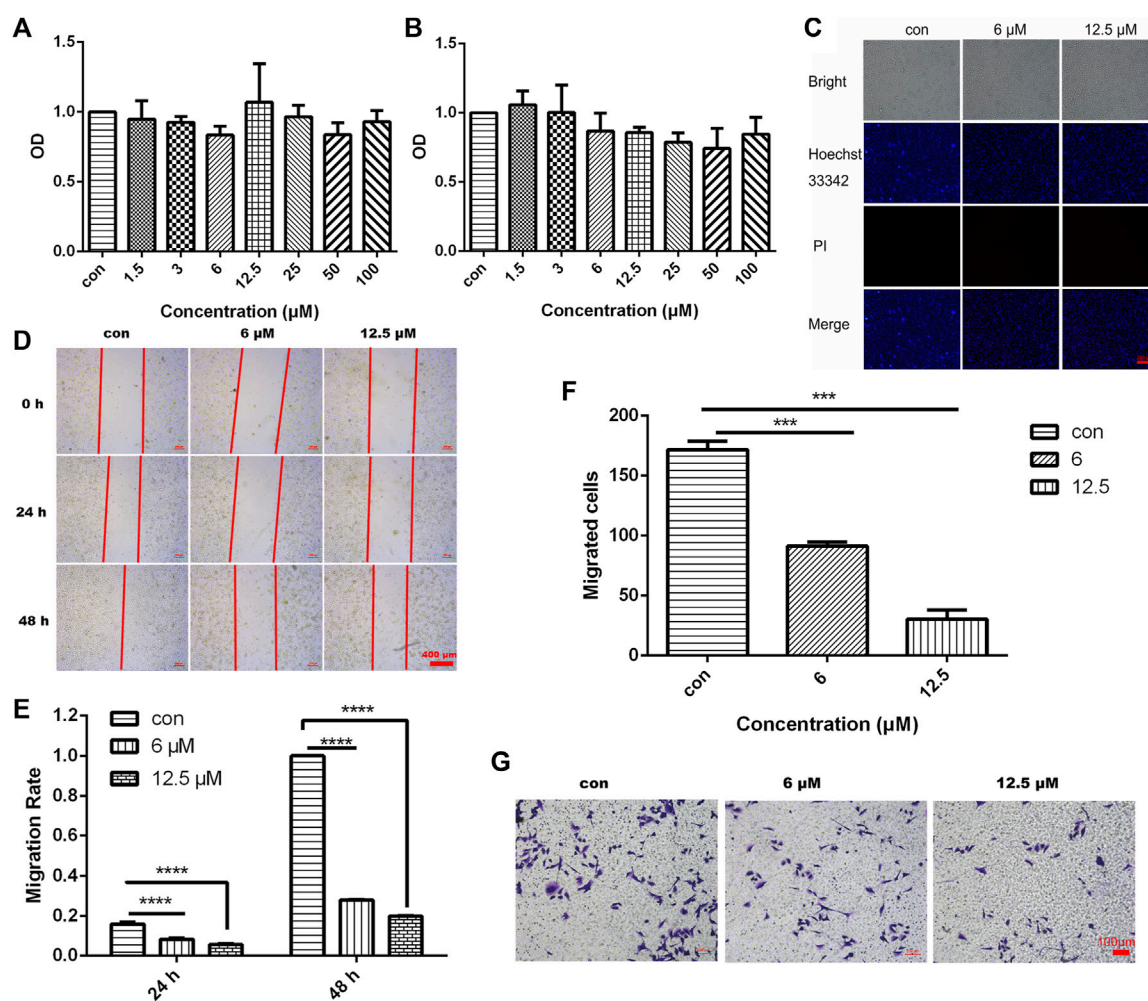 A
OD
1.5
1.0
0.5
0.0
con
1.5
3
6
12.5
25
50
100
Concentration (µM)
B
OD
1.5
1.0
0.5
0.0
con
1.5
3
6
12.5
25
50
100
Concentration (µM)
C
con
6 µM
12.5 µM
Bright
Hoechst
33342
PI
Merge
D
con
6 µM
12.5 µM
0 h
24 h
48 h
400 µm
E
Migration Rate
1.2
1.0
0.8
0.6
0.4
0.2
0.0
con
6 µM
12.5 µM
****
****
****
****
24 h
48 h
F
Migrated cells
200
150
100
50
0
***
***
con
6
12.5
con
6
12.5
Concentration (µM)
G
con
6 µM
12.5 µM
100µm